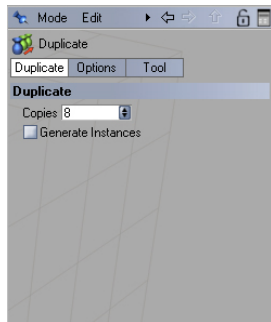 Mode Edit
Duplicate
Duplicate Options Tool
Duplicate
Copies 8
Generate Instances